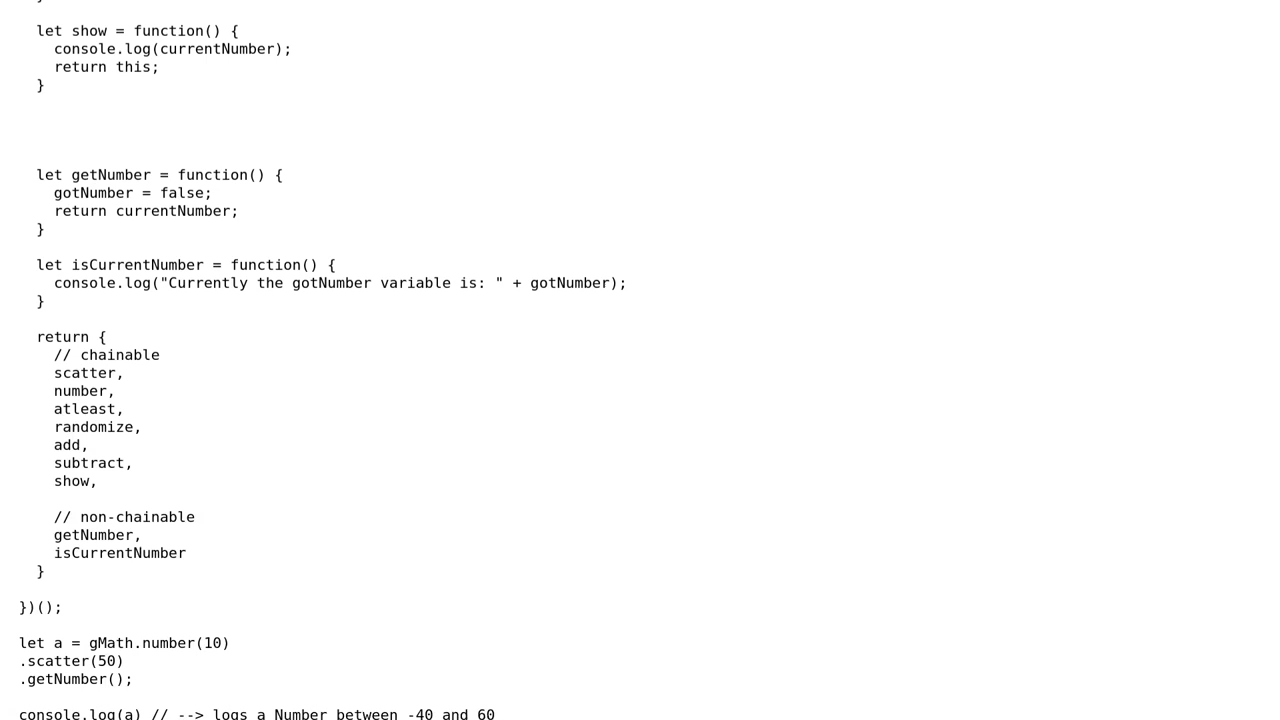 let show = function() {
console.log(currentNumber);
return this;
}
let getNumber = function() {
gotNumber = false;
return currentNumber;
}
let isCurrentNumber = function() {
console.log("Currently the gotNumber variable is: " + gotNumber);
}
return {
// chainable
scatter,
number,
atleast,
randomize,
add,
subtract,
show,
// non-chainable
getNumber,
isCurrentNumber
}
})();
let a = gMath.number(10)
.scatter(50)
.getNumber();
console.log(a) // --> logs a Number between -40 and 60